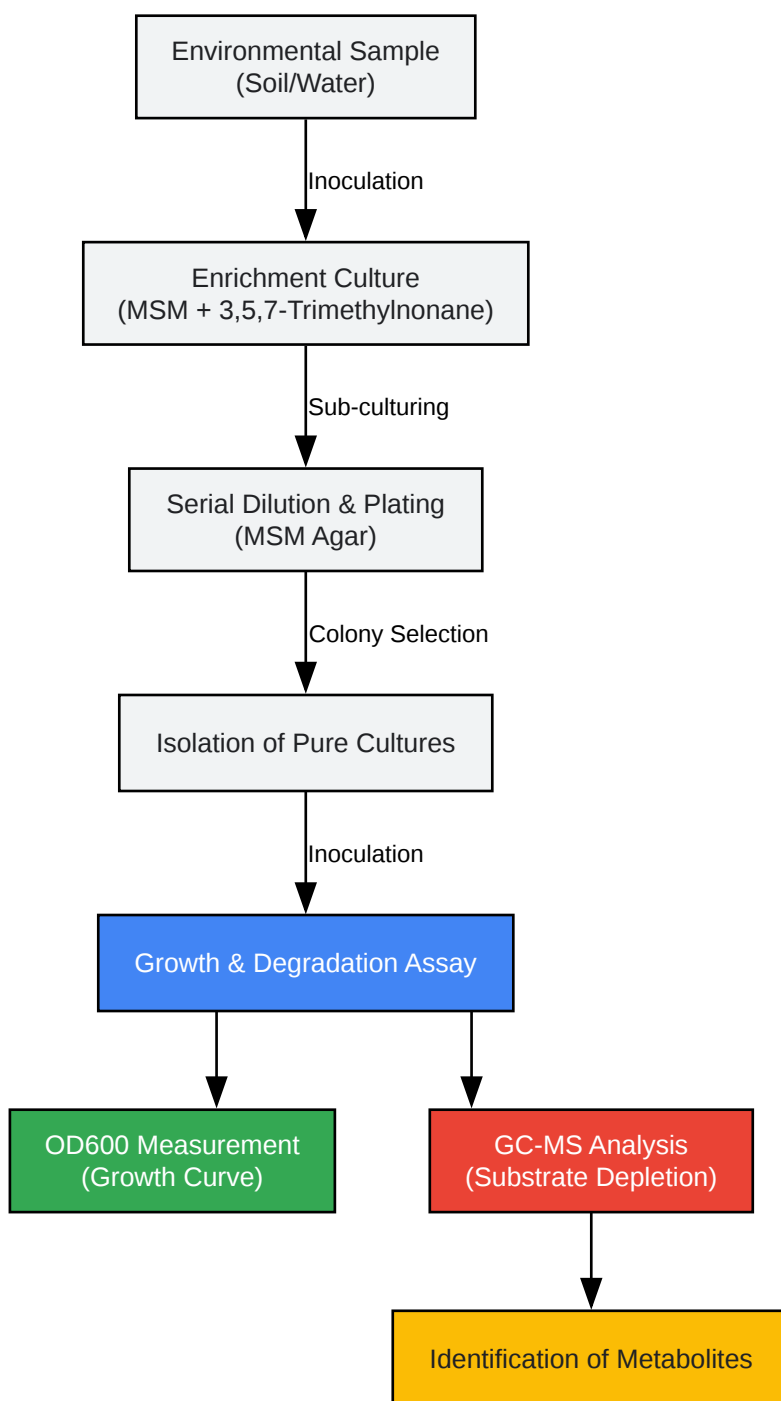 Environmental Sample
(Soil/Water)
Inoculation
Enrichment Culture
(MSM + 3,5,7-Trimethylnonane)
Sub-culturing
Serial Dilution & Plating
(MSM Agar)
Colony Selection
Isolation of Pure Cultures
Inoculation
Growth & Degradation Assay
OD600 Measurement
(Growth Curve)
GC-MS Analysis
(Substrate Depletion)
Identification of Metabolites